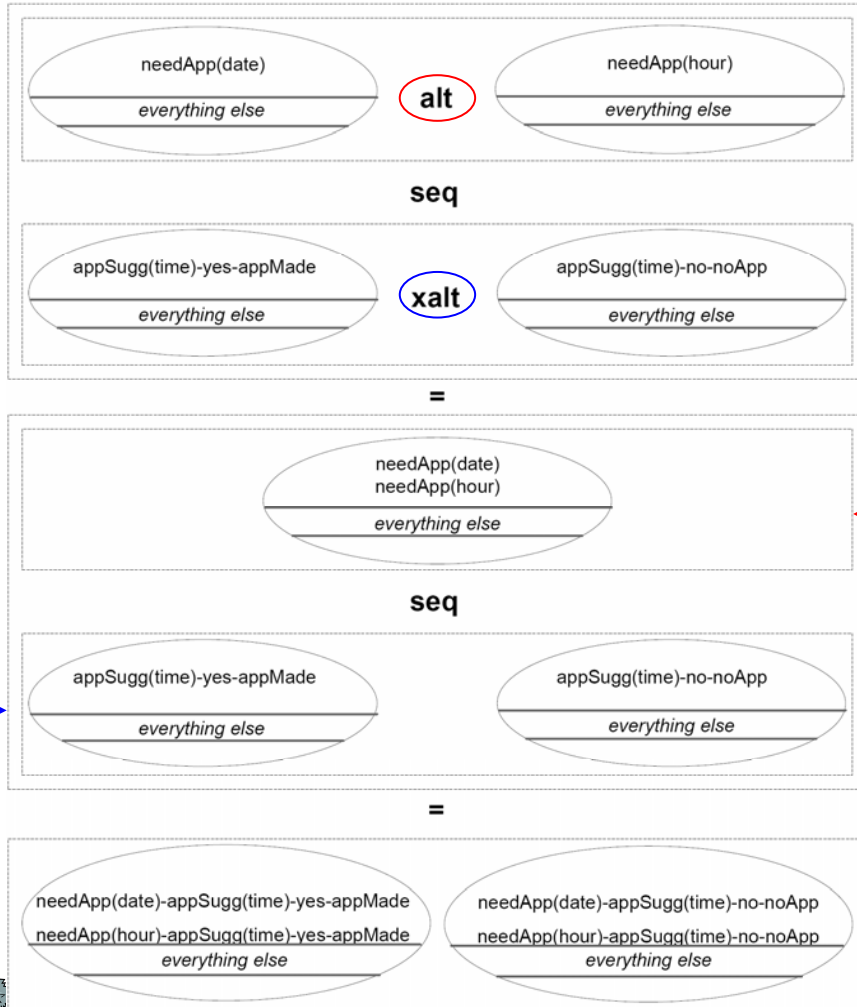 needApp(date)
needApp(hour)
alt
everything else
everything else
seq
appSugg(time)-yes-appMade
appSugg(time)-no-noApp
xalt
everything else
everything else
=
needApp(date)
needApp(hour)
everything else
seq
appSugg(time)-yes-appMade
appSugg(time)-no-noApp
everything else
everything else
=
needApp(date)-appSugg(time)-yes-appMade
needApp(hour)-appSugg(time)-yes-appMade
everything else
needApp(date)-appSugg(time)-no-noApp
needApp(hour)-appSugg(time)-no-noApp
everything else